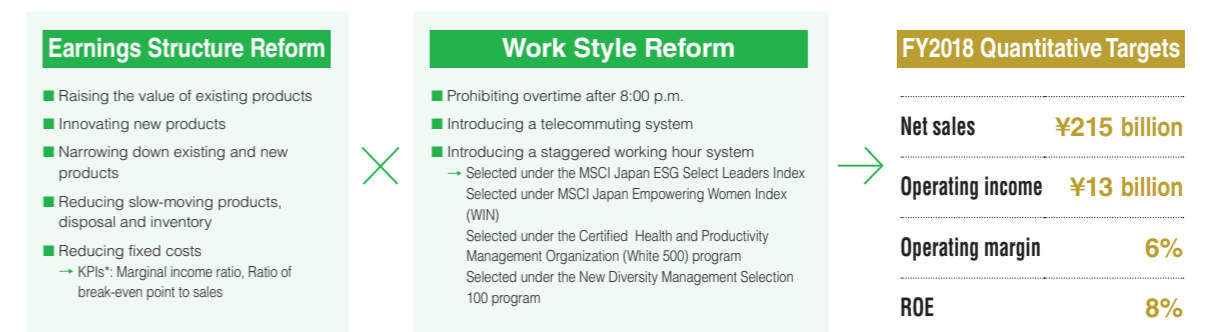 Earnings Structure Reform
■ Raising the value of existing products
■ Innovating new products
■ Narrowing down existing and new
products
■ Reducing slow-moving products,
disposal and inventory
■ Reducing fixed costs
→ KPIs*: Marginal income ratio, Ratio of
break-even point to sales
×
Work Style Reform
■ Prohibiting overtime after 8:00 p.m.
■ Introducing a telecommuting system
■ Introducing a staggered working hour system
→ Selected under the MSCI Japan ESG Select Leaders Index
Selected under MSCI Japan Empowering Women Index
(WIN)
Selected under the Certified Health and Productivity
Management Organization (White 500) program
Selected under the New Diversity Management Selection
100 program
→
FY2018 Quantitative Targets
Net sales ¥215 billion
Operating income ¥13 billion
Operating margin 6%
ROE 8%